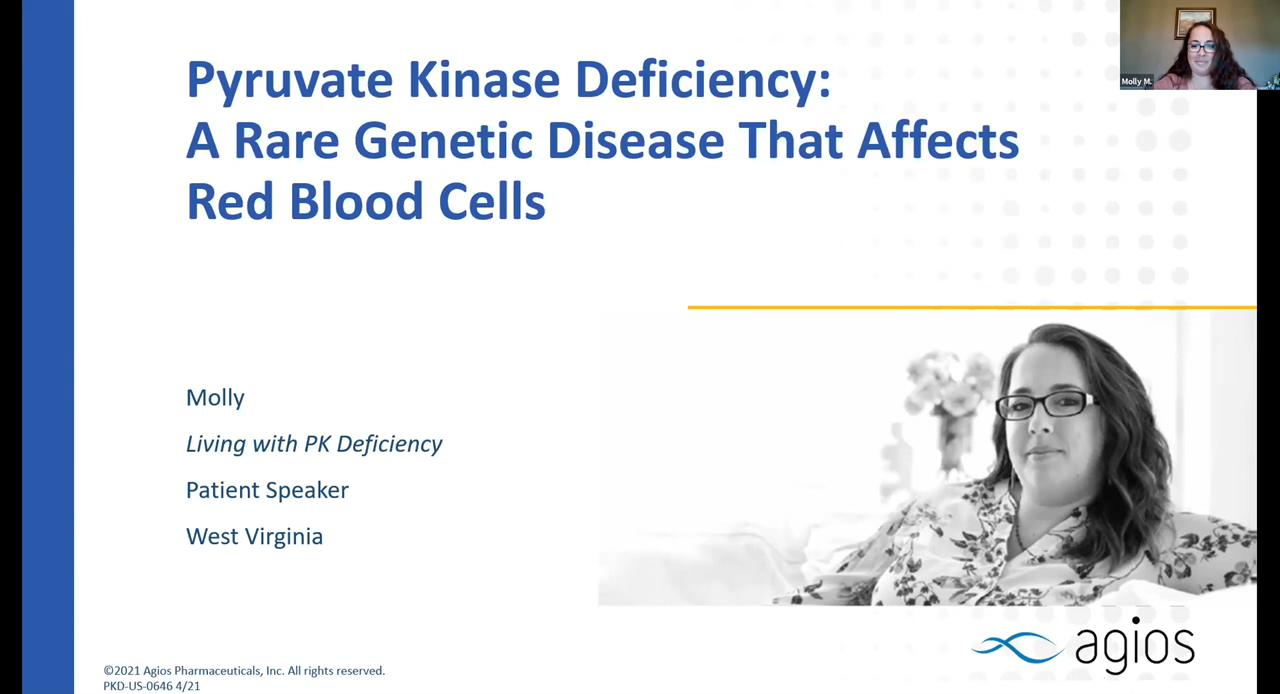 Pyruvate Kinase Deficiency:
A Rare Genetic Disease That Affects
Red Blood Cells
Molly M.
Molly
Living with PK Deficiency
Patient Speaker
West Virginia
agios
©2021 Agios Pharmaceuticals, Inc. All rights reserved.
PKD-US-0646 4/21